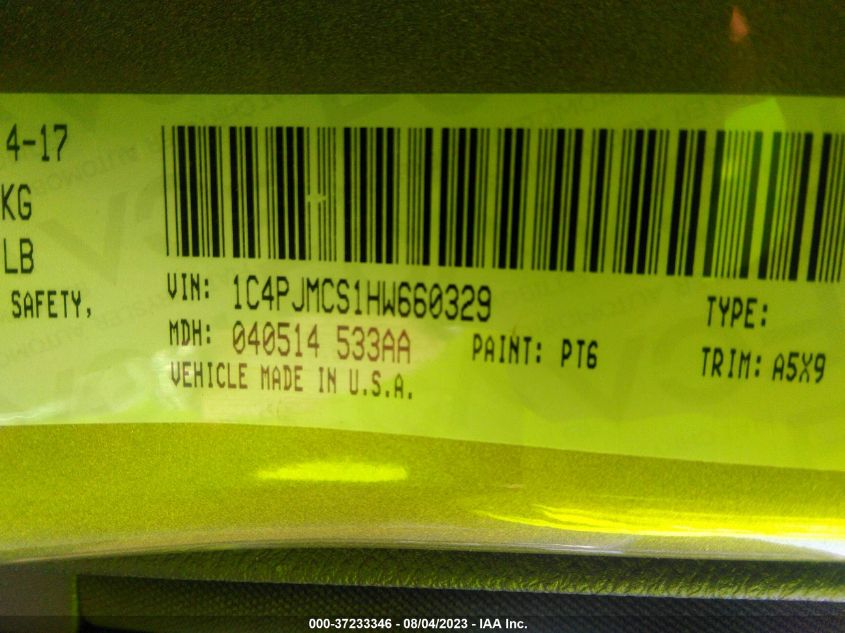 4-17
KG
LB
SAFETY,
VIN: 1C4PJMCS1HW660329
TYPE:
MDH: 040514 533AA
PAINT: PT6
TRIM: A5X9
VEHICLE MADE IN U.S.A.
000-37233346 - 08/04/2023 - IAA Inc.